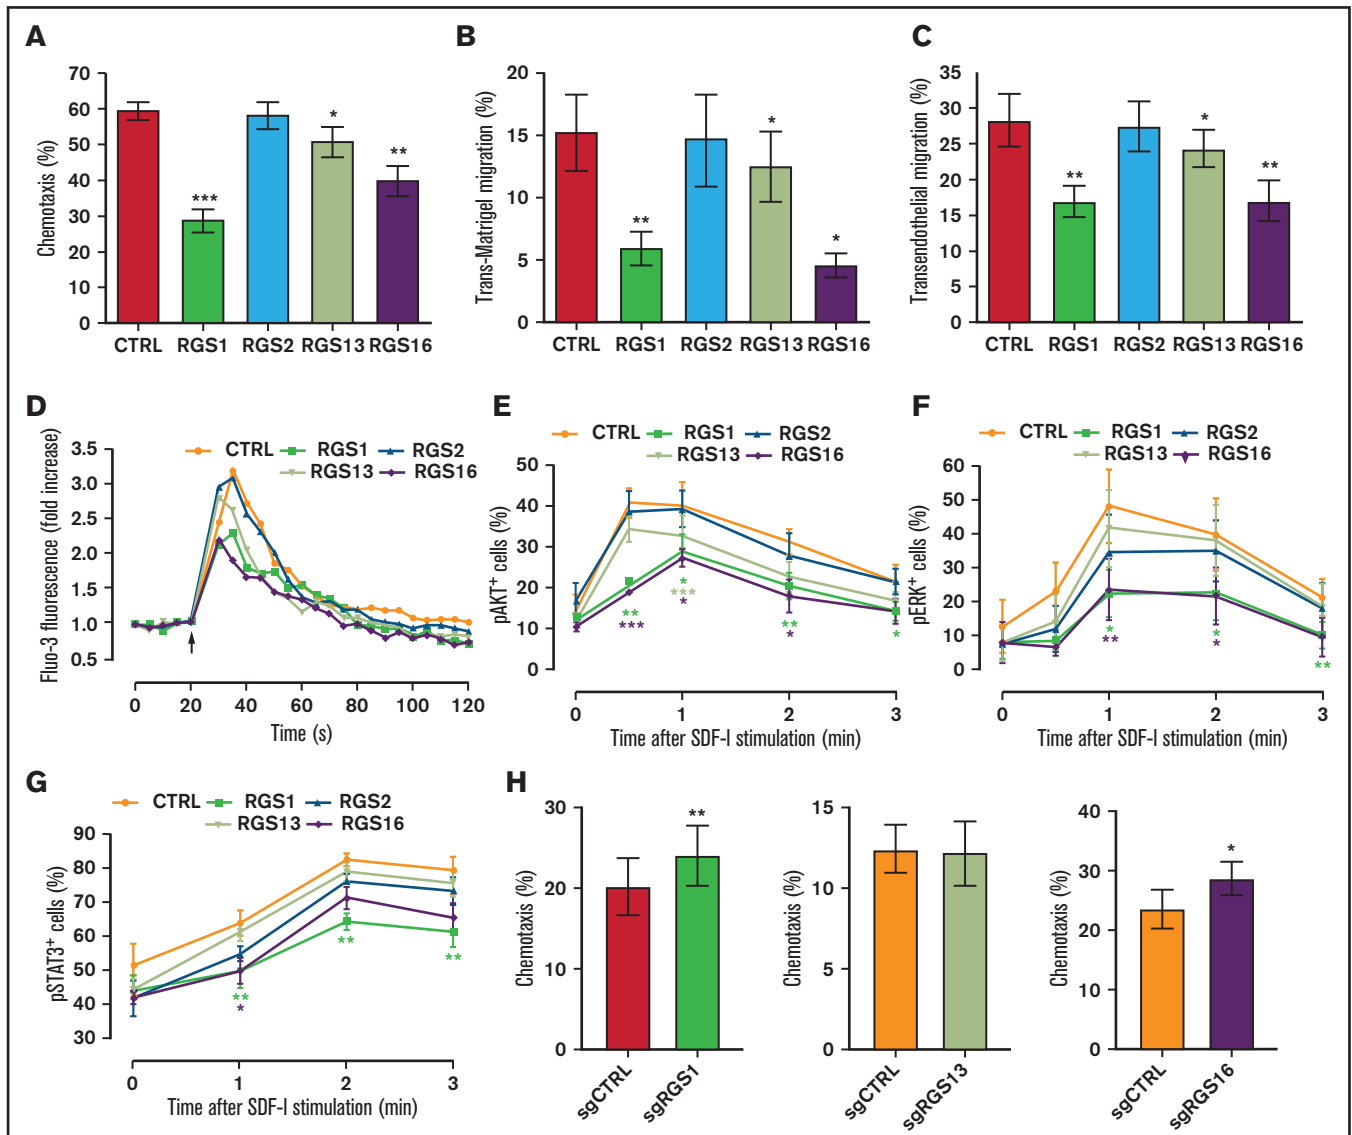 A
Chemotaxis (%)
70
60
50
40
30
20
10
0
***
*
**
CTRL RGS1 RGS2 RGS13 RGS16
B
Trans-Matrigel migration (%)
20
15
10
5
0
**
*
*
CTRL RGS1 RGS2 RGS13 RGS16
C
Transendothelial migration (%)
35
30
25
20
15
10
5
0
**
*
**
CTRL RGS1 RGS2 RGS13 RGS16
D
CTRL RGS1 RGS2
RGS13 RGS16
Fluo-3 fluorescence (fold increase)
3.5
3.0
2.5
2.0
1.5
1.0
0.5
0 20 40 60 80 100 120
Time (s)
E
CTRL RGS1 RGS2
RGS13 RGS16
pAKT+ cells (%)
50
40
30
20
10
0
**
***
*
***
*
**
*
*
0 1 2 3
Time after SDF-I stimulation (min)
F
CTRL RGS1 RGS2
RGS13 RGS16
pERK+ cells (%)
60
50
40
30
20
10
0
*
**
*
*
**
0 1 2 3
Time after SDF-I stimulation (min)
G
CTRL RGS1 RGS2
RGS13 RGS16
pSTAT3+ cells (%)
90
80
70
60
50
40
30
**
*
**
**
0 1 2 3
Time after SDF-I stimulation (min)
H
Chemotaxis (%)
30
20
10
0
**
sgCTRL sgRGS1
Chemotaxis (%)
15
10
5
0
sgCTRL sgRGS13
Chemotaxis (%)
40
30
20
10
0
*
sgCTRL sgRGS16